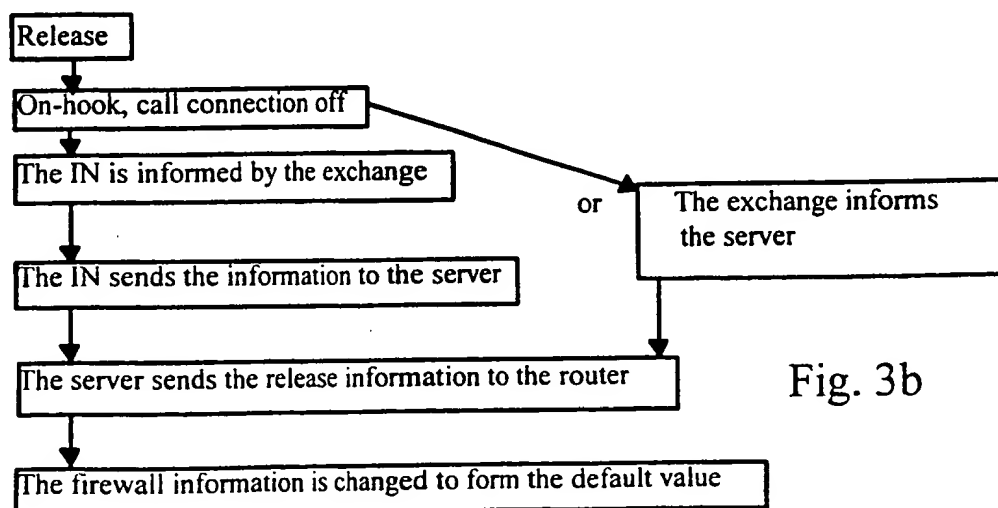 Release
On-hook, call connection off
The IN is informed by the exchange
or
The exchange informs
the server
The IN sends the information to the server
The server sends the release information to the router
Fig. 3b
The firewall information is changed to form the default value